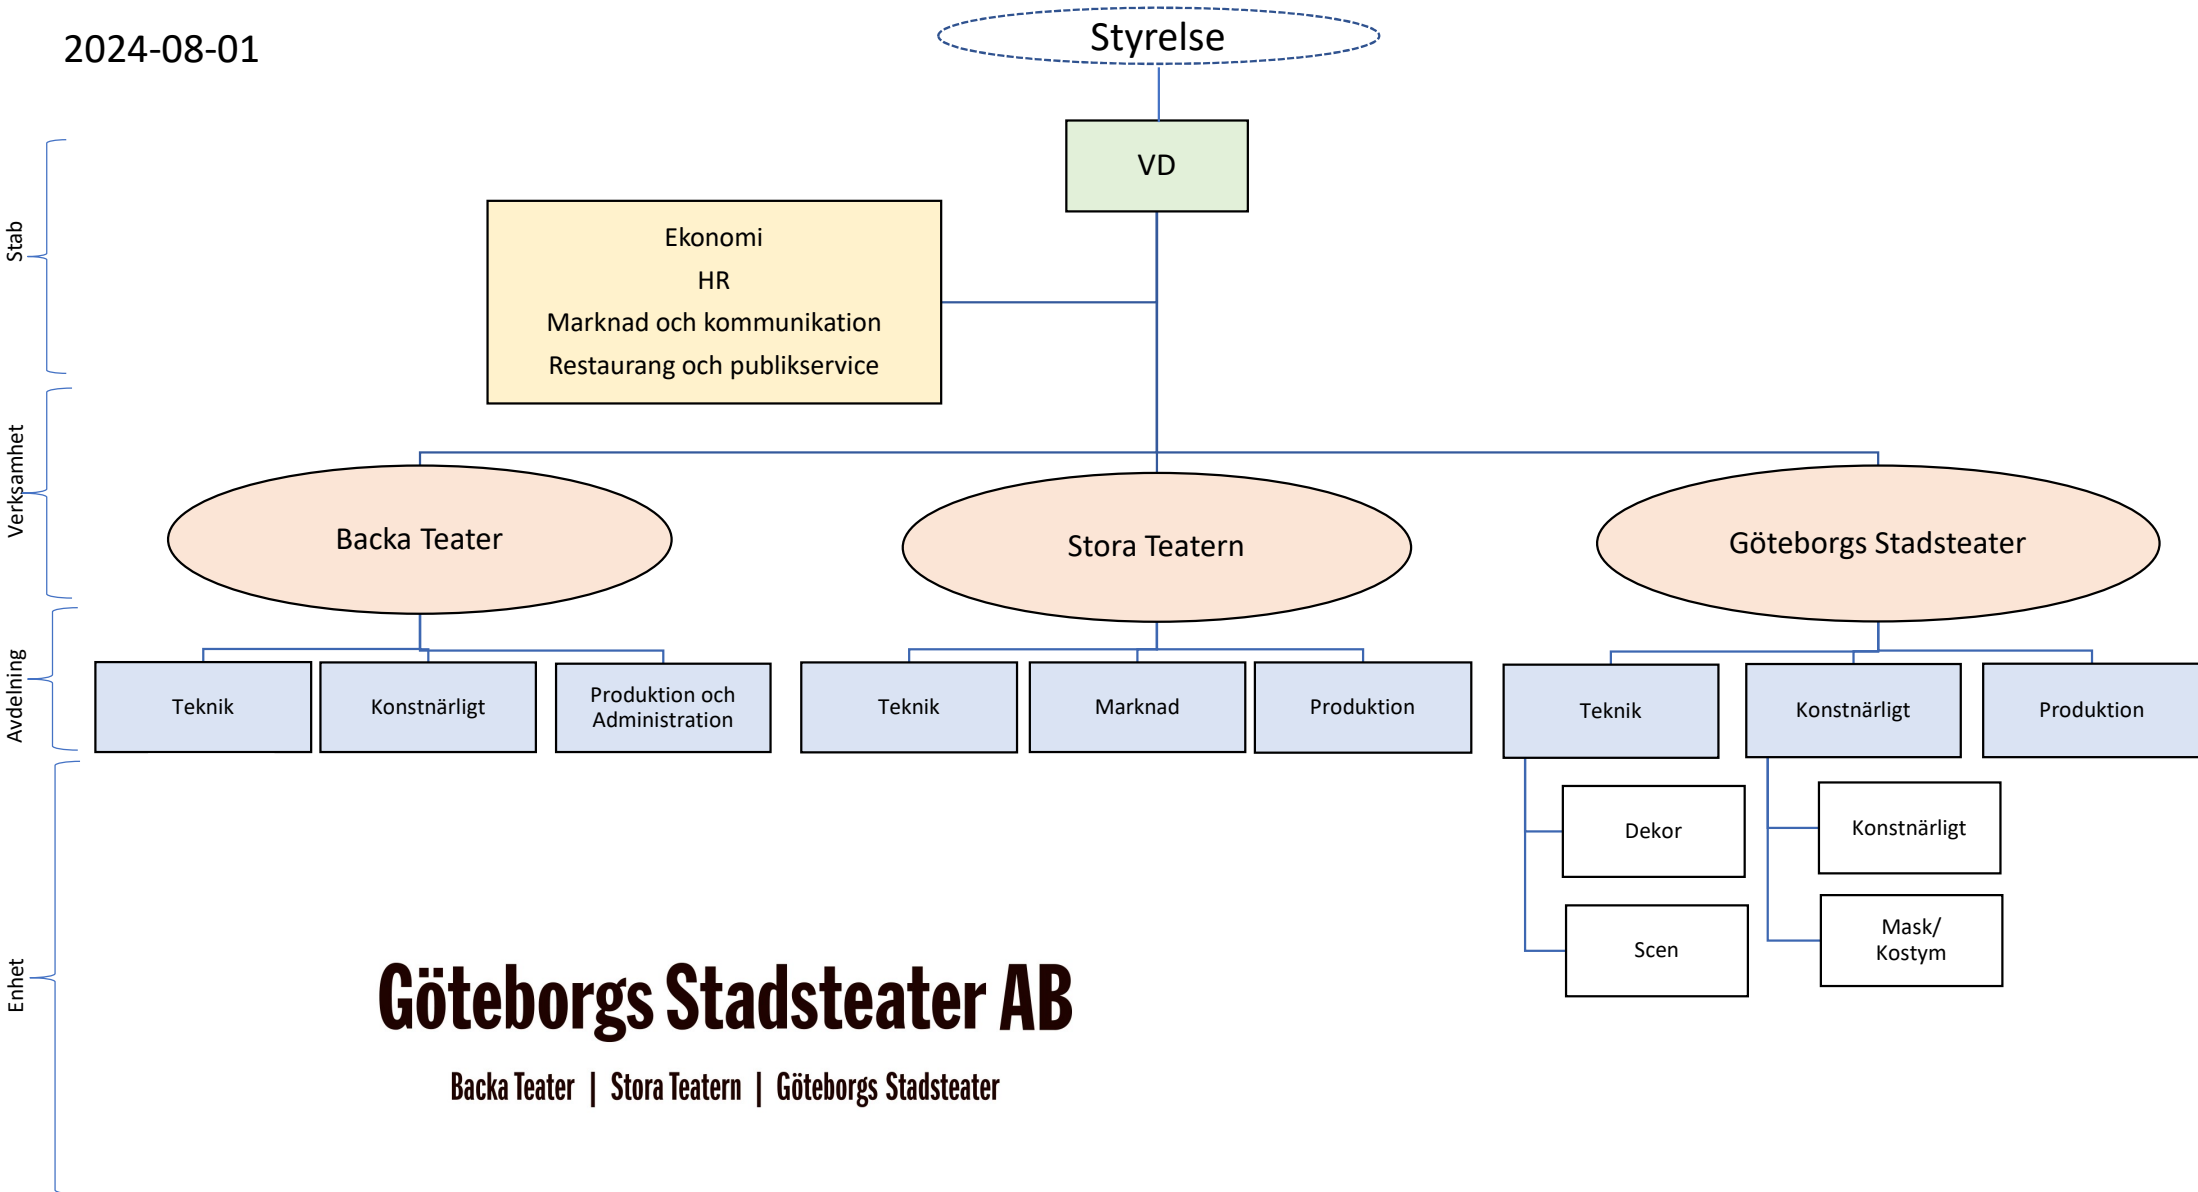 2024-08-01
Styrelse
VD
Stab
Ekonomi
HR
Marknad och kommunikation
Restaurang och publikservice
Verksamhet
Backa Teater
Stora Teatern
Göteborgs Stadsteater
Avdelning
Teknik
Konstnärligt
Produktion och
Administration
Teknik
Marknad
Produktion
Teknik
Konstnärligt
Produktion
Enhet
Dekor
Scen
Konstnärligt
Mask/
Kostym
Göteborgs Stadsteater AB
Backa Teater | Stora Teatern | Göteborgs Stadsteater